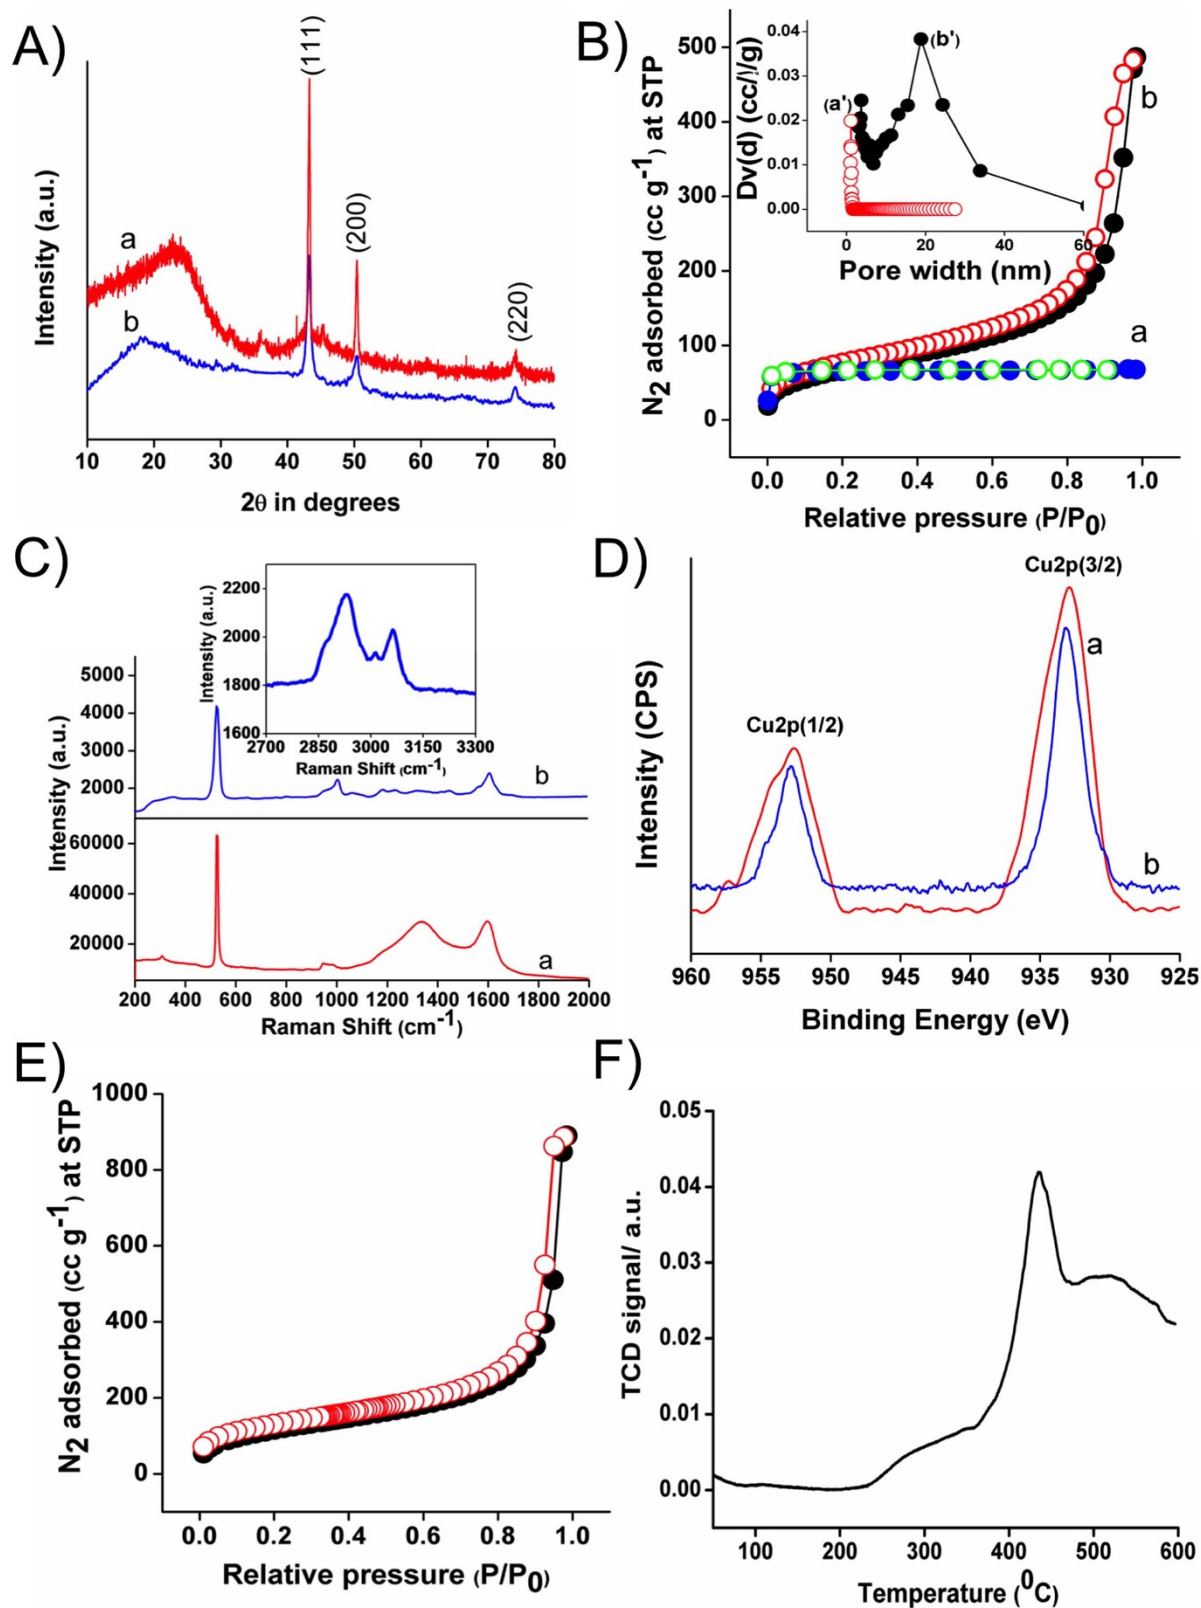 A)
(111)
a
(200)
b
(220)
Intensity (a.u.)
10 20 30 40 50 60 70 80
2θ in degrees
B)
500
400
300
200
100
0
N2 adsorbed (cc g-1) at STP
b
a
0.0 0.2 0.4 0.6 0.8 1.0
Relative pressure (P/P0)
0.04
0.03
0.02
0.01
0.00
(a')
(b')
0 20 40 60
Pore width (nm)
C)
5000
4000
3000
2000
60000
40000
20000
Intensity (a.u.)
Intensity (a.u.)
b
a
200 400 600 800 1000 1200 1400 1600 1800 2000
Raman Shift (cm-1)
2200
2000
1800
1600
Intensity (a.u.)
2700 2850 3000 3150 3300
Raman Shift (cm-1)
D)
Cu2p(3/2)
Cu2p(1/2)
a
b
Intensity (CPS)
960 955 950 945 940 935 930 925
Binding Energy (eV)
E)
1000
800
600
400
200
0
N2 adsorbed (cc g-1) at STP
0.0 0.2 0.4 0.6 0.8 1.0
Relative pressure (P/P0)
F)
0.05
0.04
0.03
0.02
0.01
0.00
TCD signal/ a.u.
100 200 300 400 500 600
Temperature (0C)